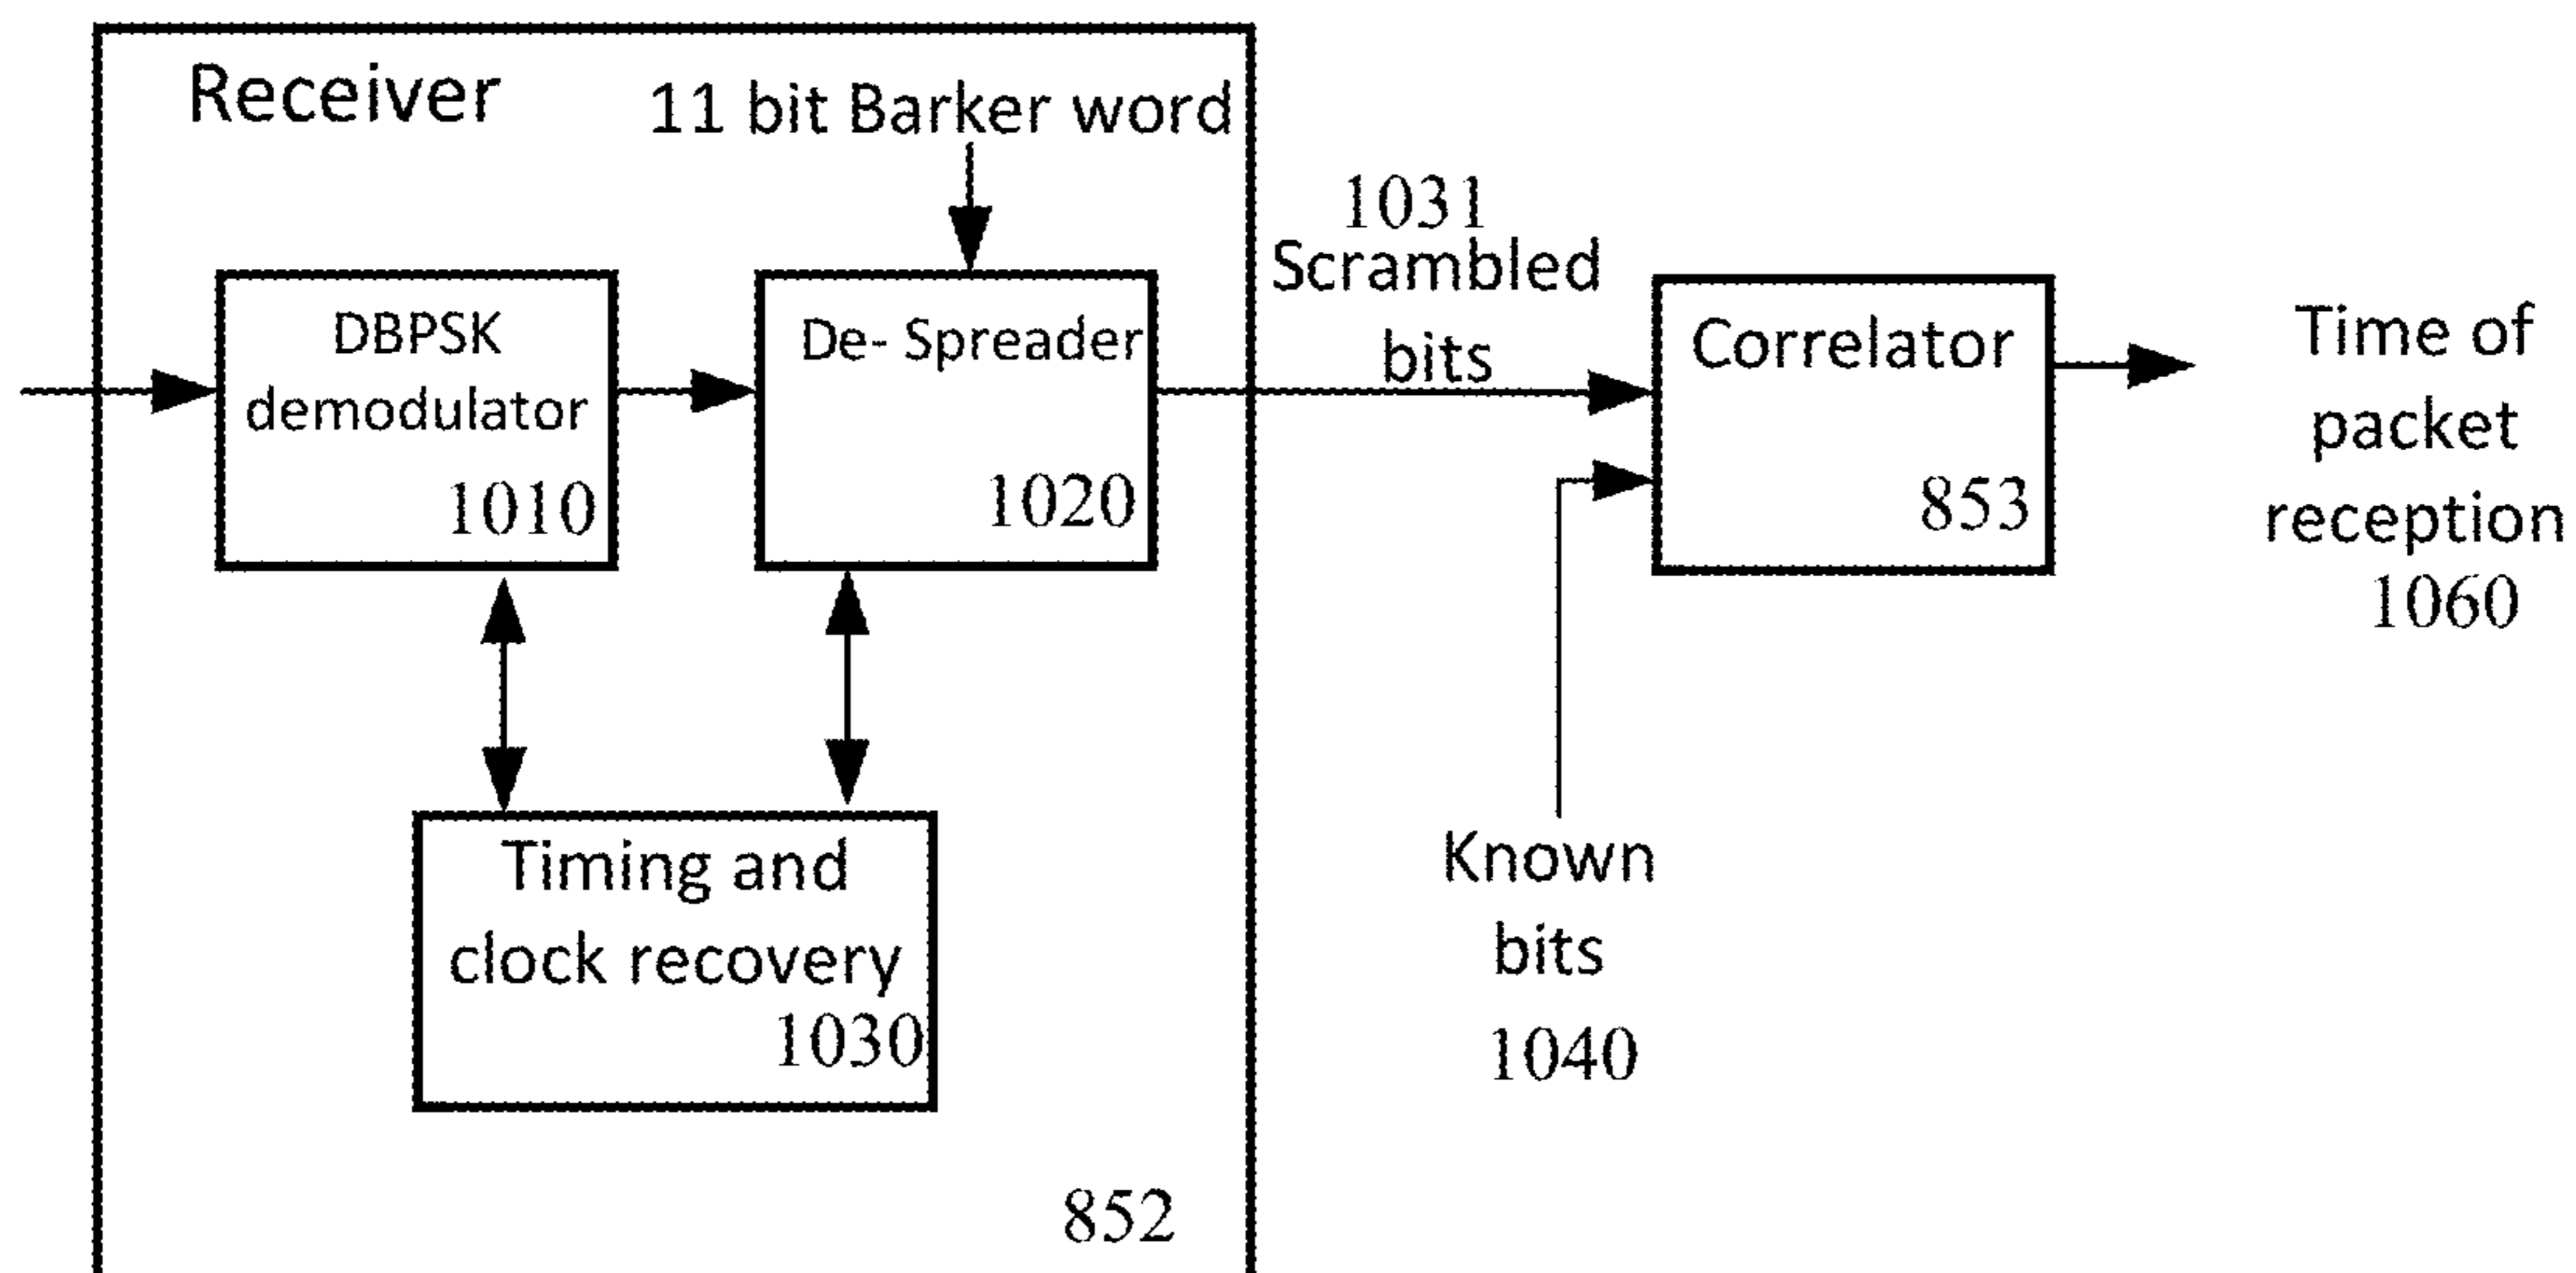 Receiver
11 bit Barker word
DBPSK
demodulator
1010
De- Spreader
1020
Timing and
clock recovery
1030
852
1031
Scrambled
bits
Correlator
853
Known
bits
1040
Time of
packet
reception
1060